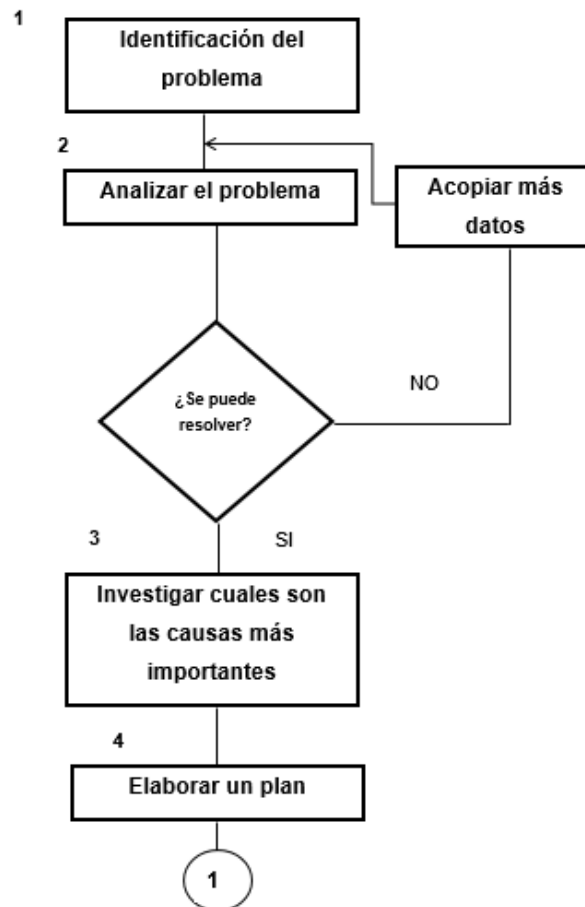 1
Identificación del
problema
2
Analizar el problema
Acopiar más
datos
¿Se puede
resolver?
NO
3
SI
Investigar cuales son
las causas más
importantes
4
Elaborar un plan
1